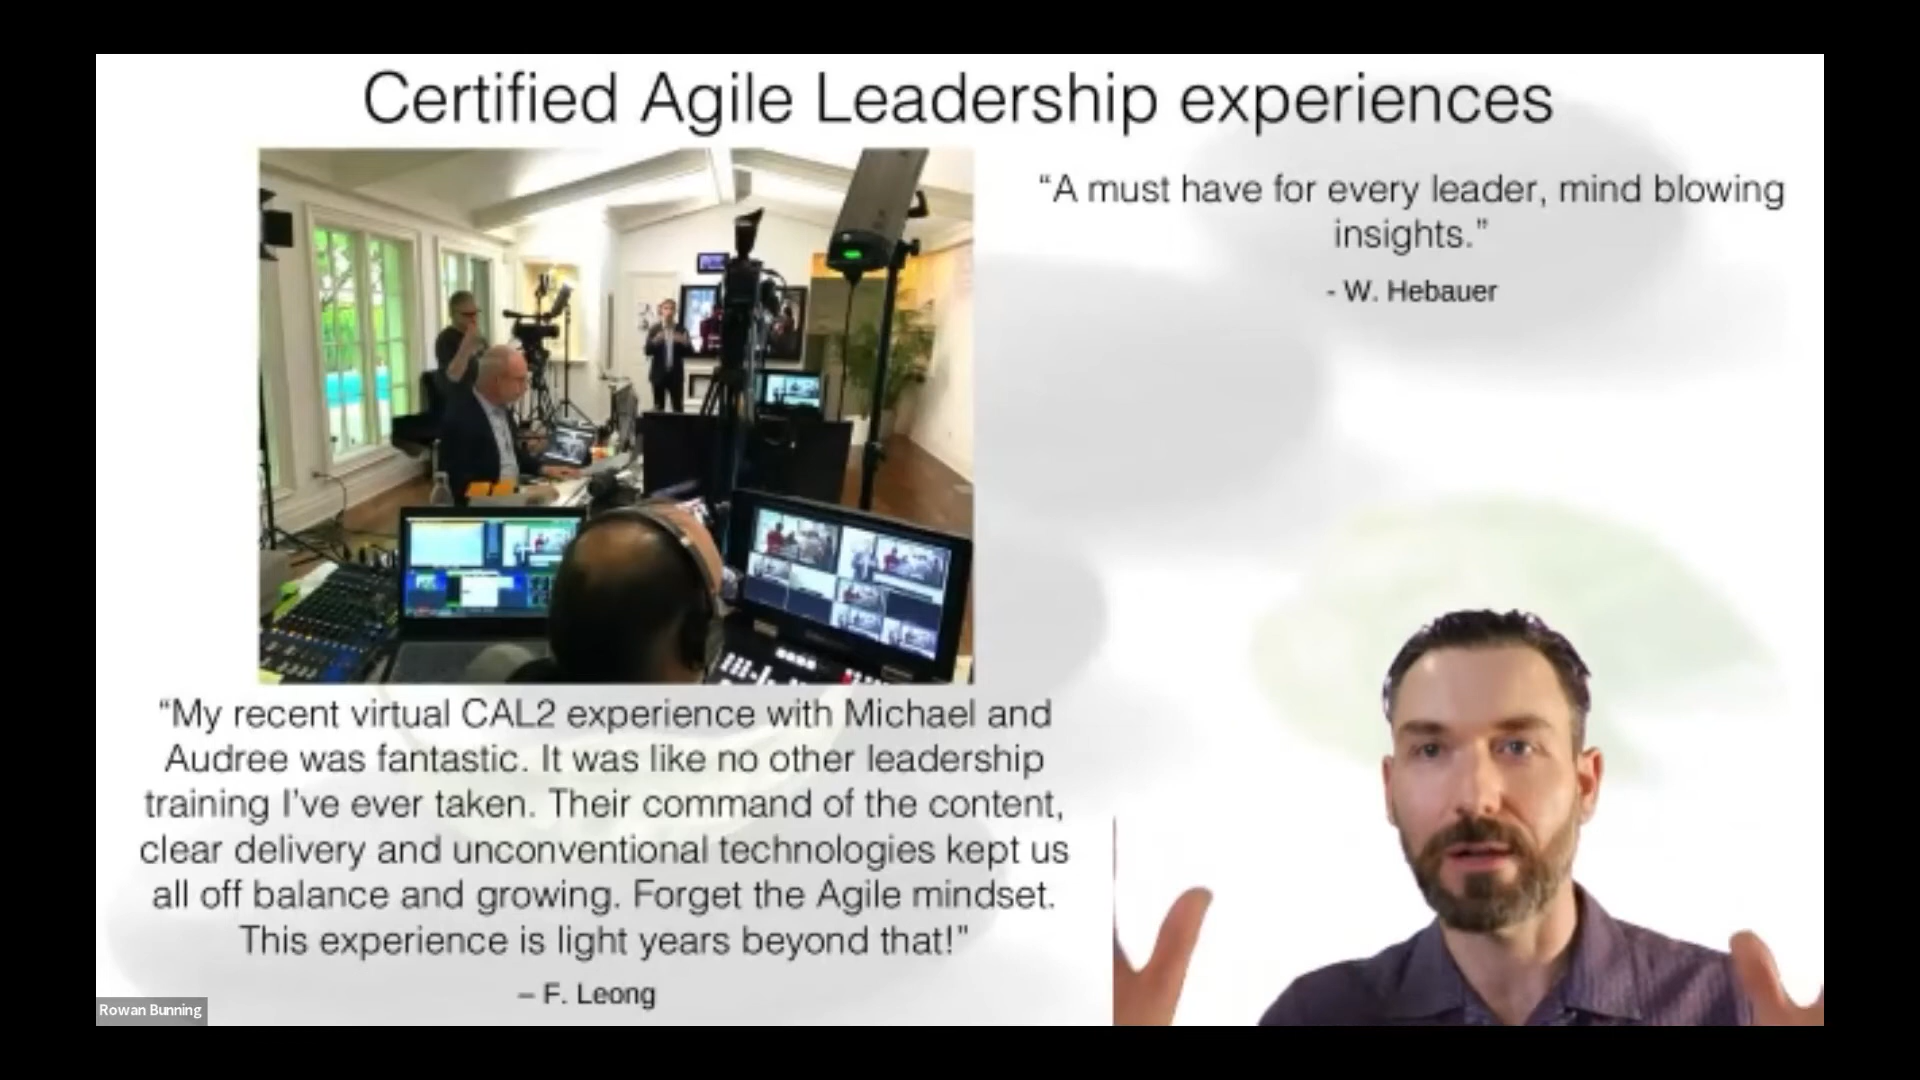 Certified Agile Leadership experiences
“A must have for every leader, mind blowing
insights.”
- W. Hebauer
“My recent virtual CAL2 experience with Michael and
Audree was fantastic. It was like no other leadership
training I’ve ever taken. Their command of the content,
clear delivery and unconventional technologies kept us
all off balance and growing. Forget the Agile mindset.
This experience is light years beyond that!”
– F. Leong
Rowan Bunning